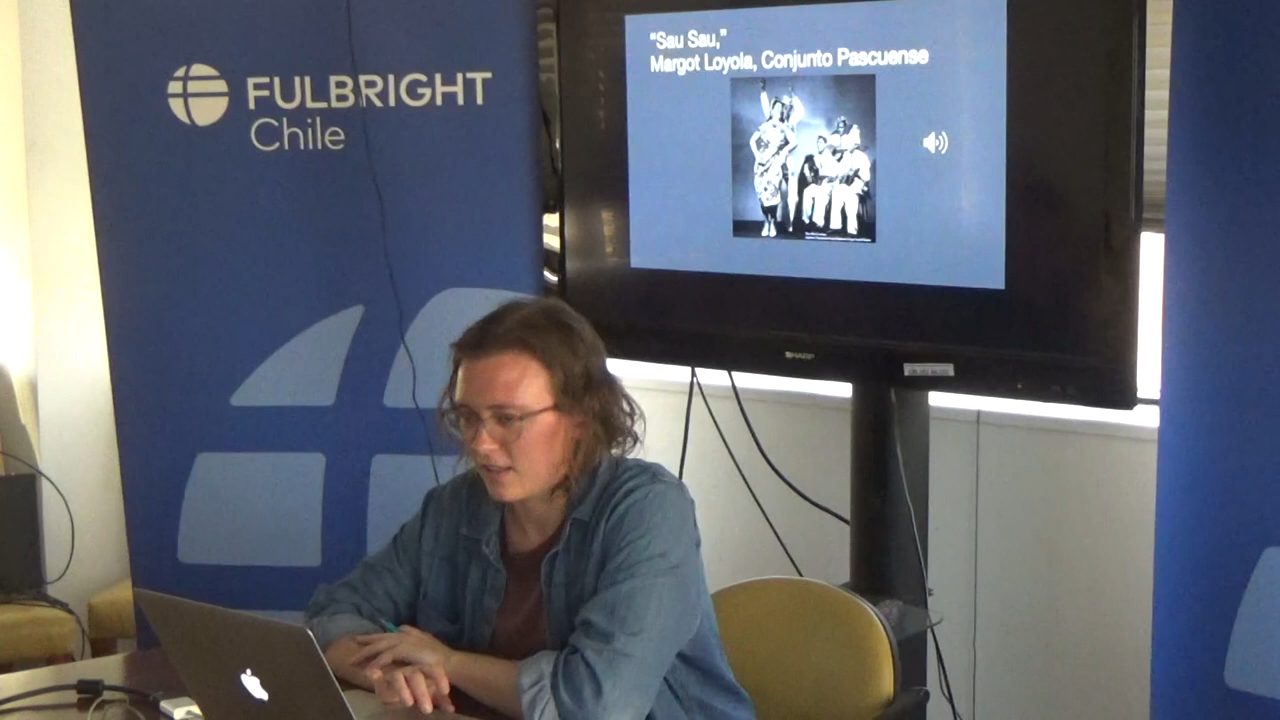 FULBRIGHT
Chile
“Sau Sau,”
Margot Loyola, Conjunto Pascuense
SHARP